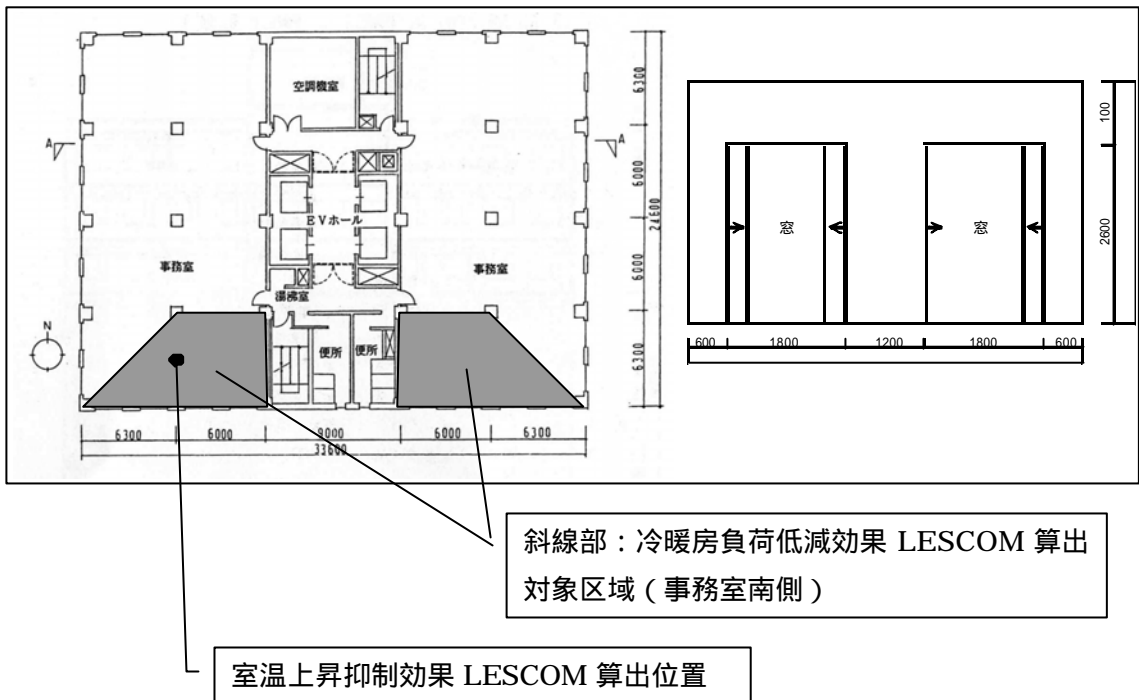 空調機室
6300
A
A
6000
窓
窓
100
2600
EVホール
24600
事務室
事務室
6000
湯沸室
N
便所
便所
6300
600
1800
1200
1800
600
6300
6000
9000
6000
6300
33600
斜線部：冷暖房負荷低減効果 LESCOM 算出
対象区域（事務室南側）
室温上昇抑制効果 LESCOM 算出位置